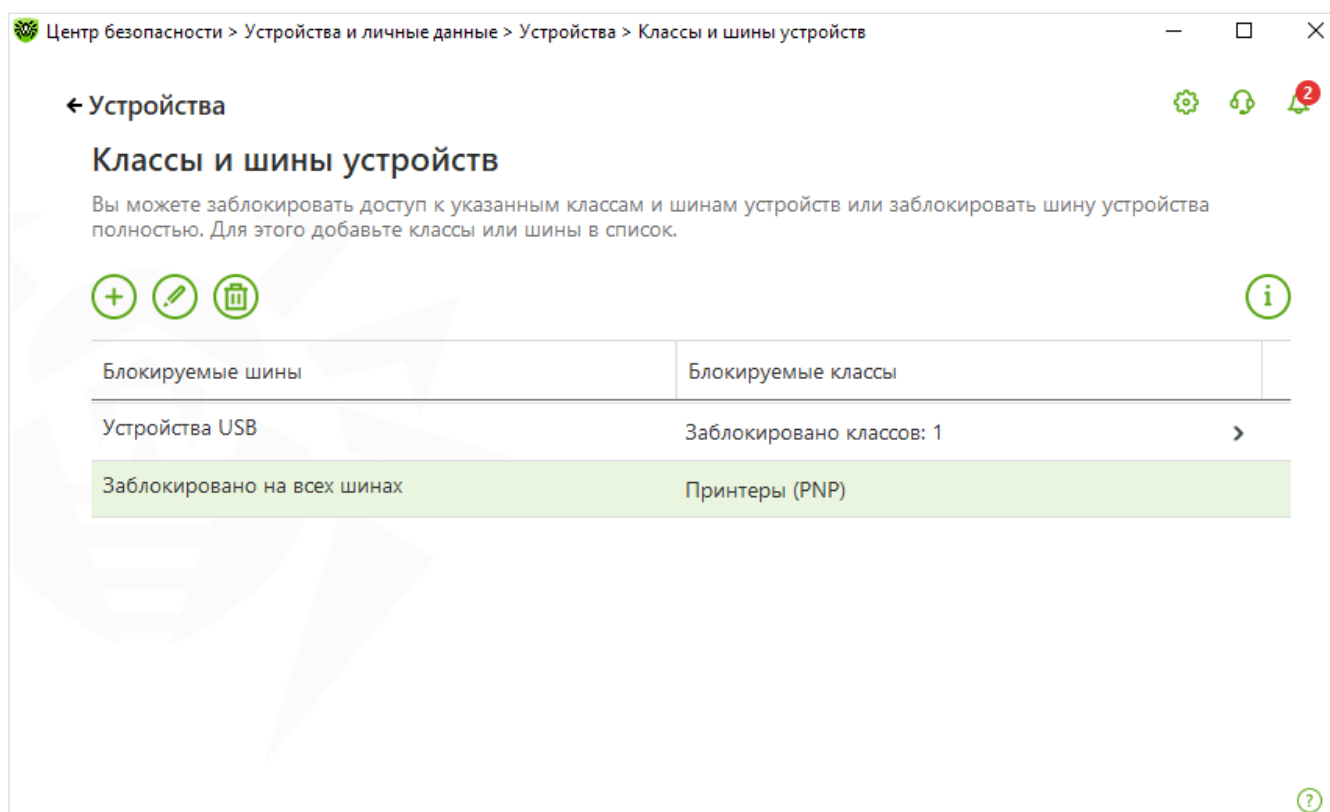 Центр безопасности > Устройства и личные данные > Устройства > Классы и шины устройств
Устройства
2
Классы и шины устройств
Вы можете заблокировать доступ к указанным классам и шинам устройств или заблокировать шину устройства
полностью. Для этого добавьте классы или шины в список.
i
Блокируемые шины Блокируемые классы
Устройства USB Заблокировано классов: 1
Заблокировано на всех шинах Принтеры (PNP)
?